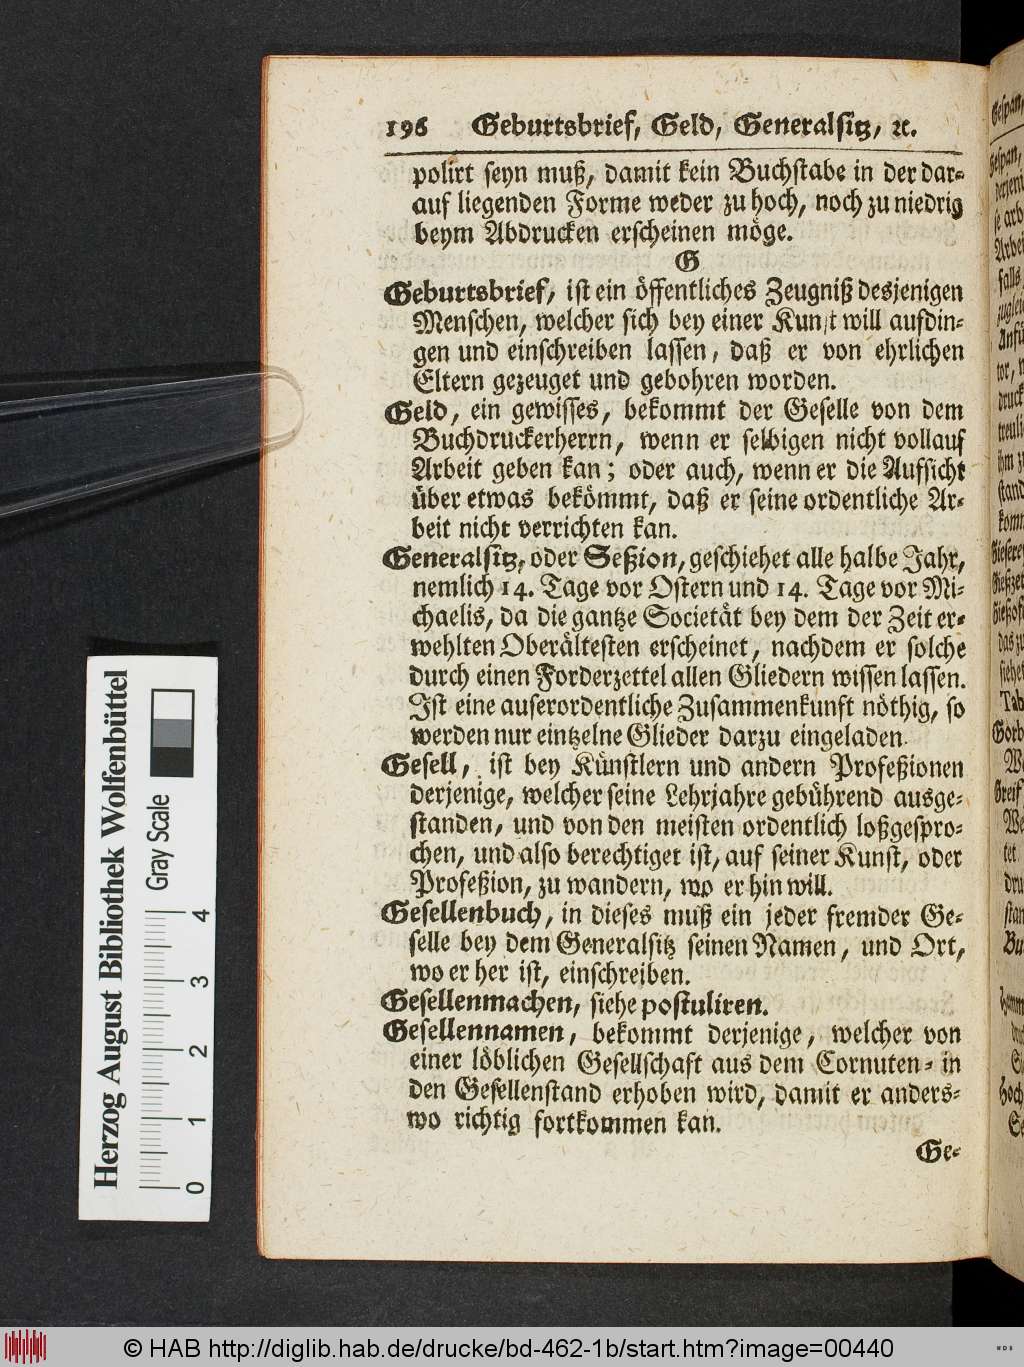 196 Geburtsbrief, Geld, Generalsitz, ꝛc.
polirt seyn muß, damit kein Buchstabe in der dar-
auf liegenden Forme weder zu hoch, noch zu niedrig
beym Abdrucken erscheinen möge.
G
Geburtsbrief, ist ein öffentliches Zeugniß desjenigen
Menschen, welcher sich bey einer Kunst will aufdin-
gen und einschreiben lassen, daß er von ehrlichen
Eltern gezeuget und gebohren worden.
Geld, ein gewisses, bekommt der Geselle von dem
Buchdruckerherrn, wenn er selbigen nicht vollauf
Arbeit geben kan; oder auch, wenn er die Aufsicht
über etwas bekömmt, daß er seine ordentliche Ar-
beit nicht verrichten kan.
Generalsitz, oder Seßion, geschiehet alle halbe Jahr,
nemlich 14. Tage vor Ostern und 14. Tage vor Mi-
chaelis, da die gantze Societät bey dem der Zeit er-
wehlten Oberältesten erscheinet, nachdem er solche
durch einen Forderzettel allen Gliedern wissen lassen.
Ist eine auserordentliche Zusammenkunft nöthig, so
werden nur eintzelne Glieder darzu eingeladen.
Gesell, ist bey Künstlern und andern Profeßionen
derjenige, welcher seine Lehrjahre gebührend ausge-
standen, und von den meisten ordentlich loßgespro-
chen, und also berechtiget ist, auf seiner Kunst, oder
Profeßion, zu wandern, wo er hin will.
Gesellenbuch, in dieses muß ein jeder fremder Ge-
selle bey dem Generalsitz seinen Namen, und Ort,
wo er her ist, einschreiben.
Gesellenmachen, siehe postuliren.
Gesellennamen, bekommt derjenige, welcher von
einer löblichen Gesellschaft aus dem Cornuten- in
den Gesellenstand erhoben wird, damit er anders-
wo richtig fortkommen kan.
Ge-
Herzog August Bibliothek Wolfenbüttel
Gray Scale
0 1 2 3 4
© HAB http://diglib.hab.de/drucke/bd-462-1b/start.htm?image=00440